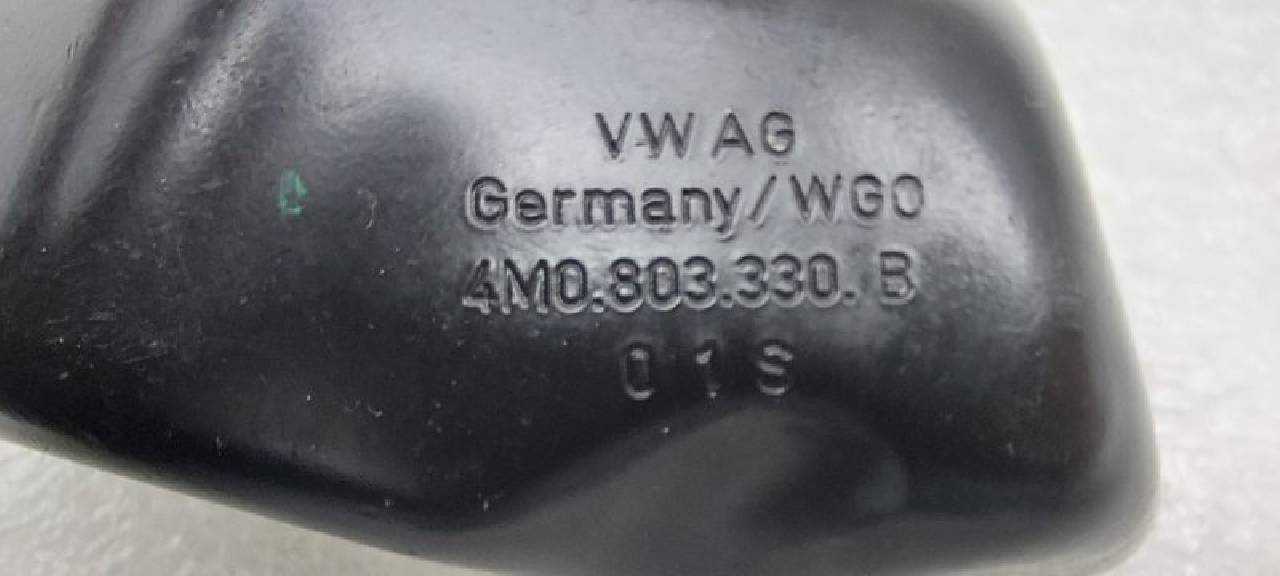 VW AG
Germany/WGO
4M0.803.330. B
0 1 S